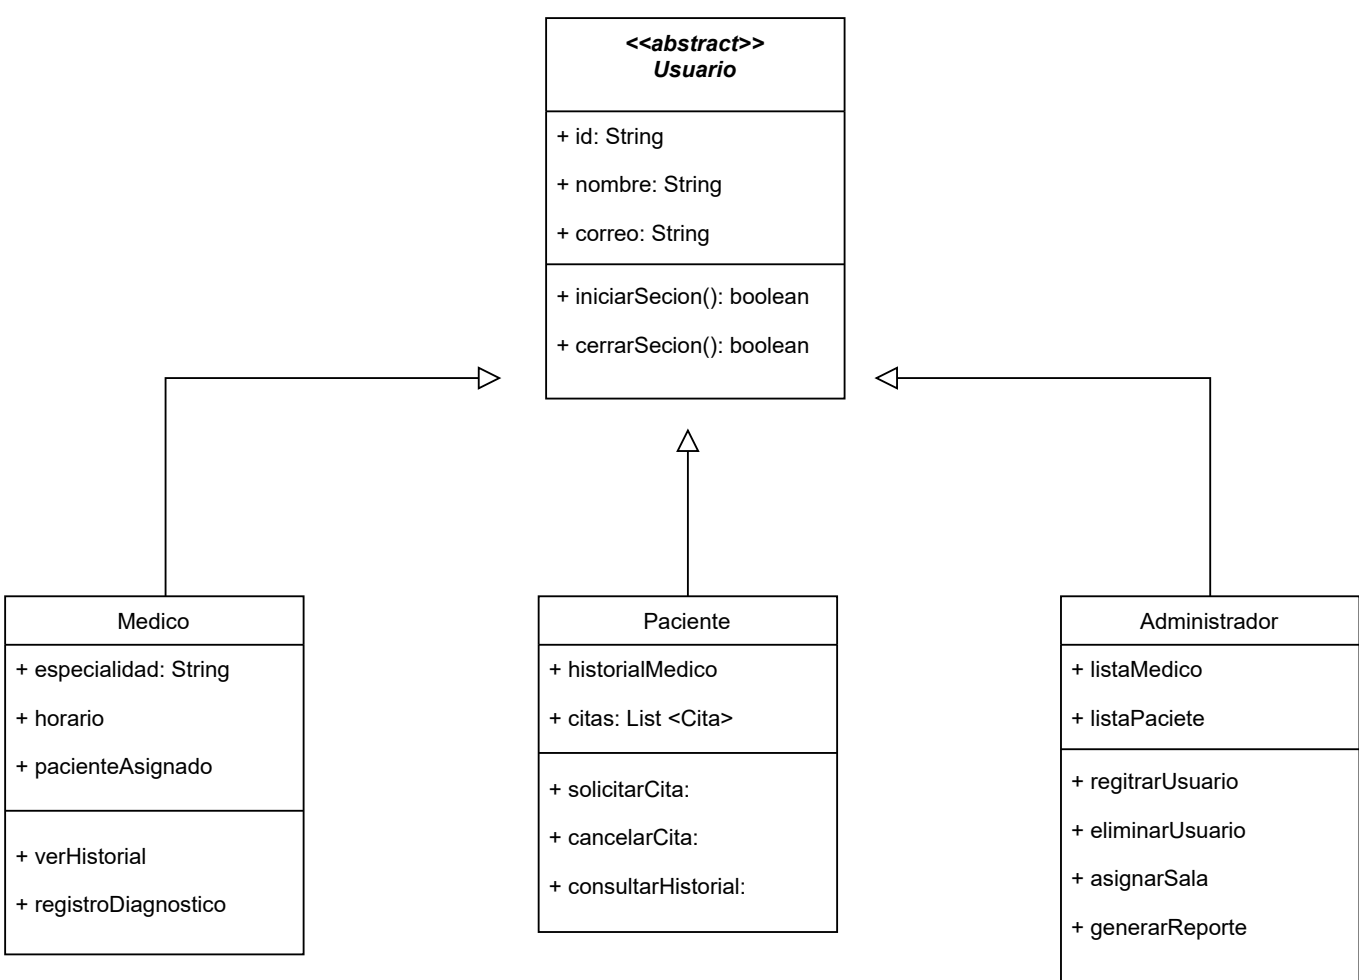 <<abstract>>
Usuario
+ id: String
+ nombre: String
+ correo: String
+ iniciarSecion(): boolean
+ cerrarSecion(): boolean
Medico
+ especialidad: String
+ horario
+ pacienteAsignado
+ verHistorial
+ registroDiagnostico
Paciente
+ historialMedico
+ citas: List <Cita>
+ solicitarCita:
+ cancelarCita:
+ consultarHistorial:
Administrador
+ listaMedico
+ listaPaciete
+ regitrarUsuario
+ eliminarUsuario
+ asignarSala
+ generarReporte